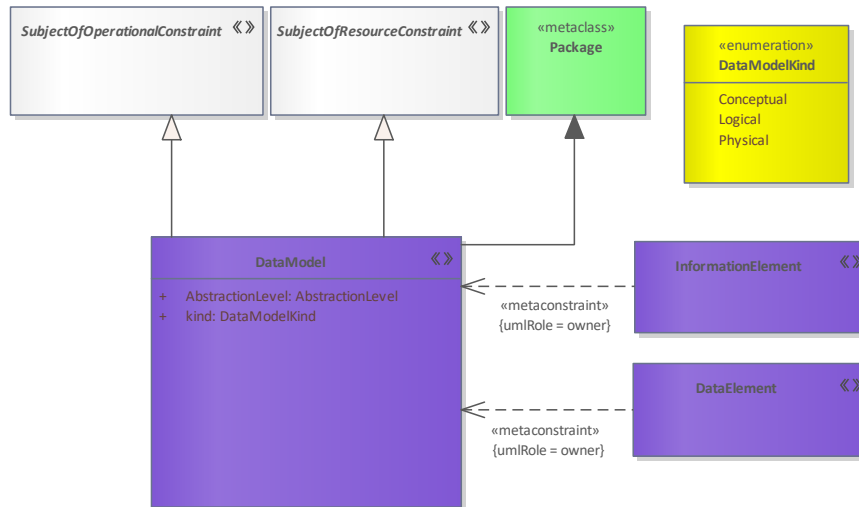 SubjectOfOperationalConstraint «»
SubjectOfResourceConstraint «»
«metaclass»
Package
«enumeration»
DataModelKind
Conceptual
Logical
Physical
DataModel «»
+ AbstractionLevel: AbstractionLevel
+ kind: DataModelKind
InformationElement «»
«metaconstraint»
{umlRole = owner}
DataElement «»
«metaconstraint»
{umlRole = owner}